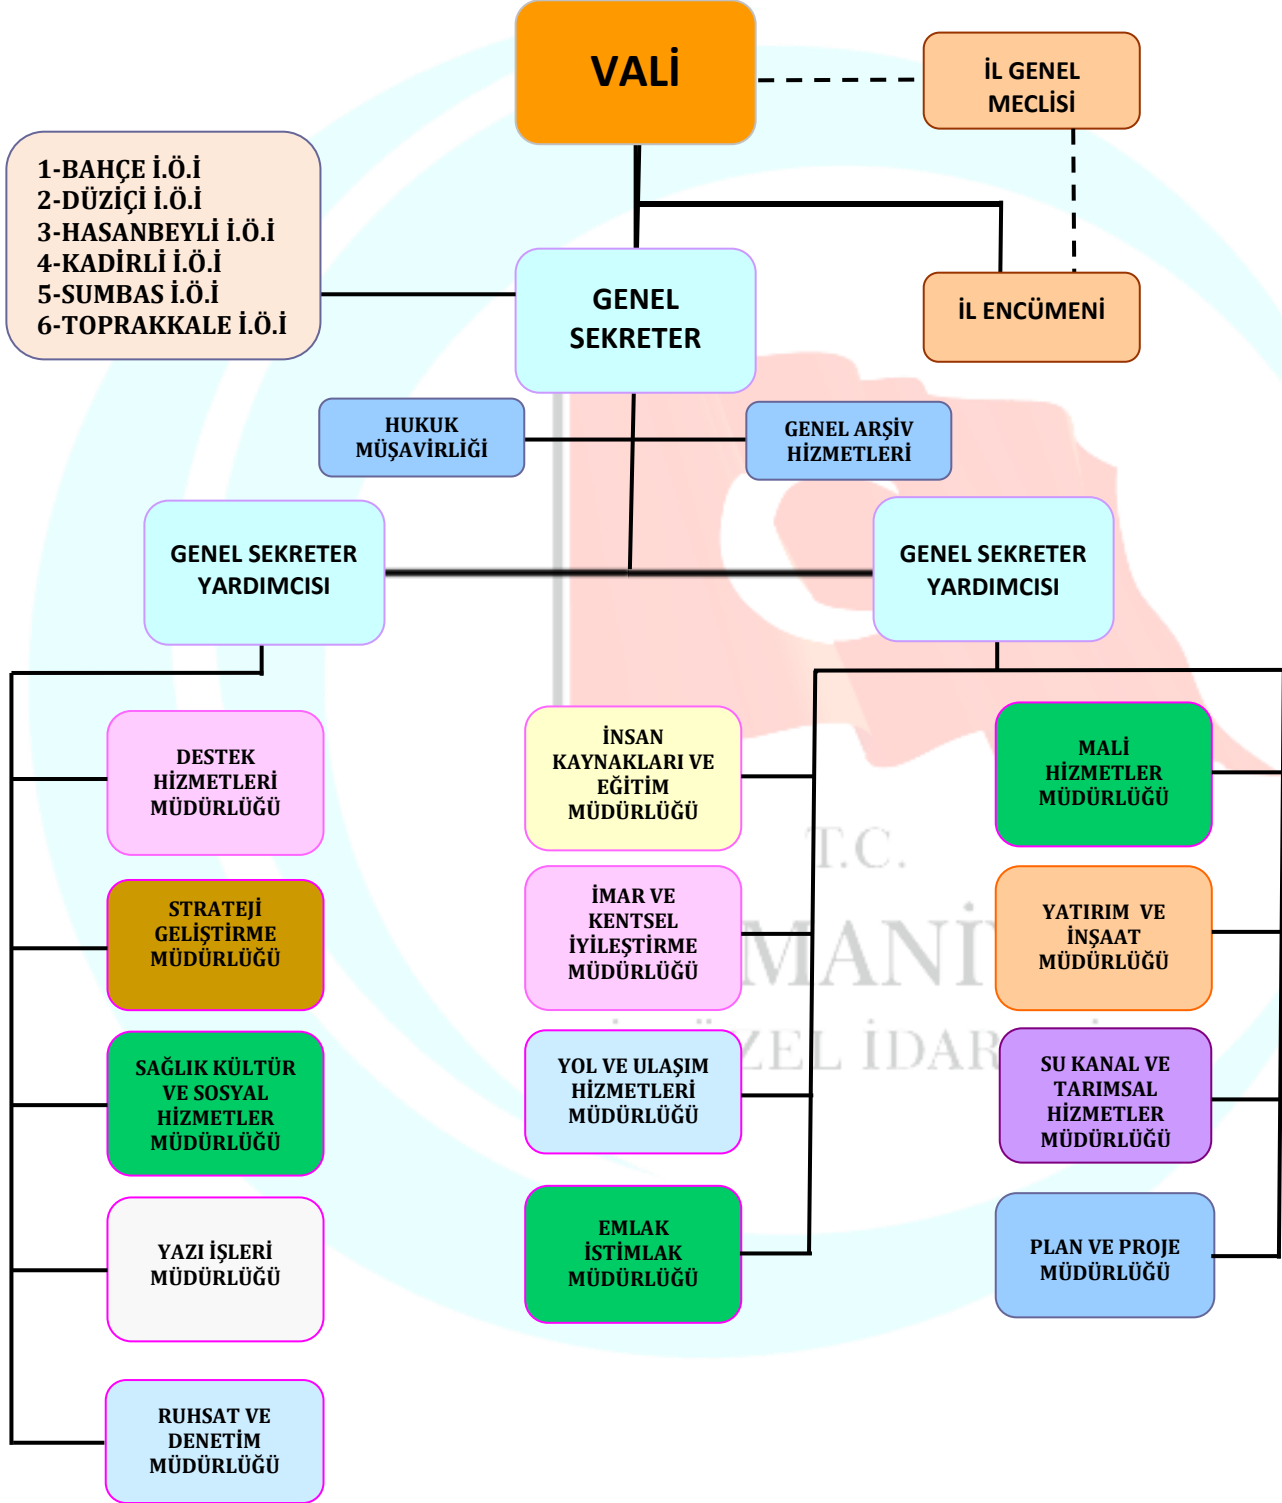 VALİ
İL GENEL
MECLİSİ
1-BAHÇE İ.Ö.İ
2-DÜZİÇİ İ.Ö.İ
3-HASANBEYLİ İ.Ö.İ
4-KADİRLİ İ.Ö.İ
5-SUMBAS İ.Ö.İ
6-TOPRAKKALE İ.Ö.İ
GENEL
SEKRETER
İL ENCÜMENİ
HUKUK
MÜŞAVİRLİĞİ
GENEL ARŞİV
HİZMETLERİ
GENEL SEKRETER
YARDIMCISI
GENEL SEKRETER
YARDIMCISI
DESTEK
HİZMETLERİ
MÜDÜRLÜĞÜ
STRATEJİ
GELİŞTİRME
MÜDÜRLÜĞÜ
SAĞLIK KÜLTÜR
VE SOSYAL
HİZMETLER
MÜDÜRLÜĞÜ
YAZI İŞLERİ
MÜDÜRLÜĞÜ
RUHSAT VE
DENETİM
MÜDÜRLÜĞÜ
İNSAN
KAYNAKLARI VE
EĞİTİM
MÜDÜRLÜĞÜ
İMAR VE
KENTSEL
İYİLEŞTİRME
MÜDÜRLÜĞÜ
YOL VE ULAŞIM
HİZMETLERİ
MÜDÜRLÜĞÜ
EMLAK
İSTİMLAK
MÜDÜRLÜĞÜ
MALİ
HİZMETLER
MÜDÜRLÜĞÜ
YATIRIM VE
İNŞAAT
MÜDÜRLÜĞÜ
SU KANAL VE
TARIMSAL
HİZMETLER
MÜDÜRLÜĞÜ
PLAN VE PROJE
MÜDÜRLÜĞÜ
T.C.